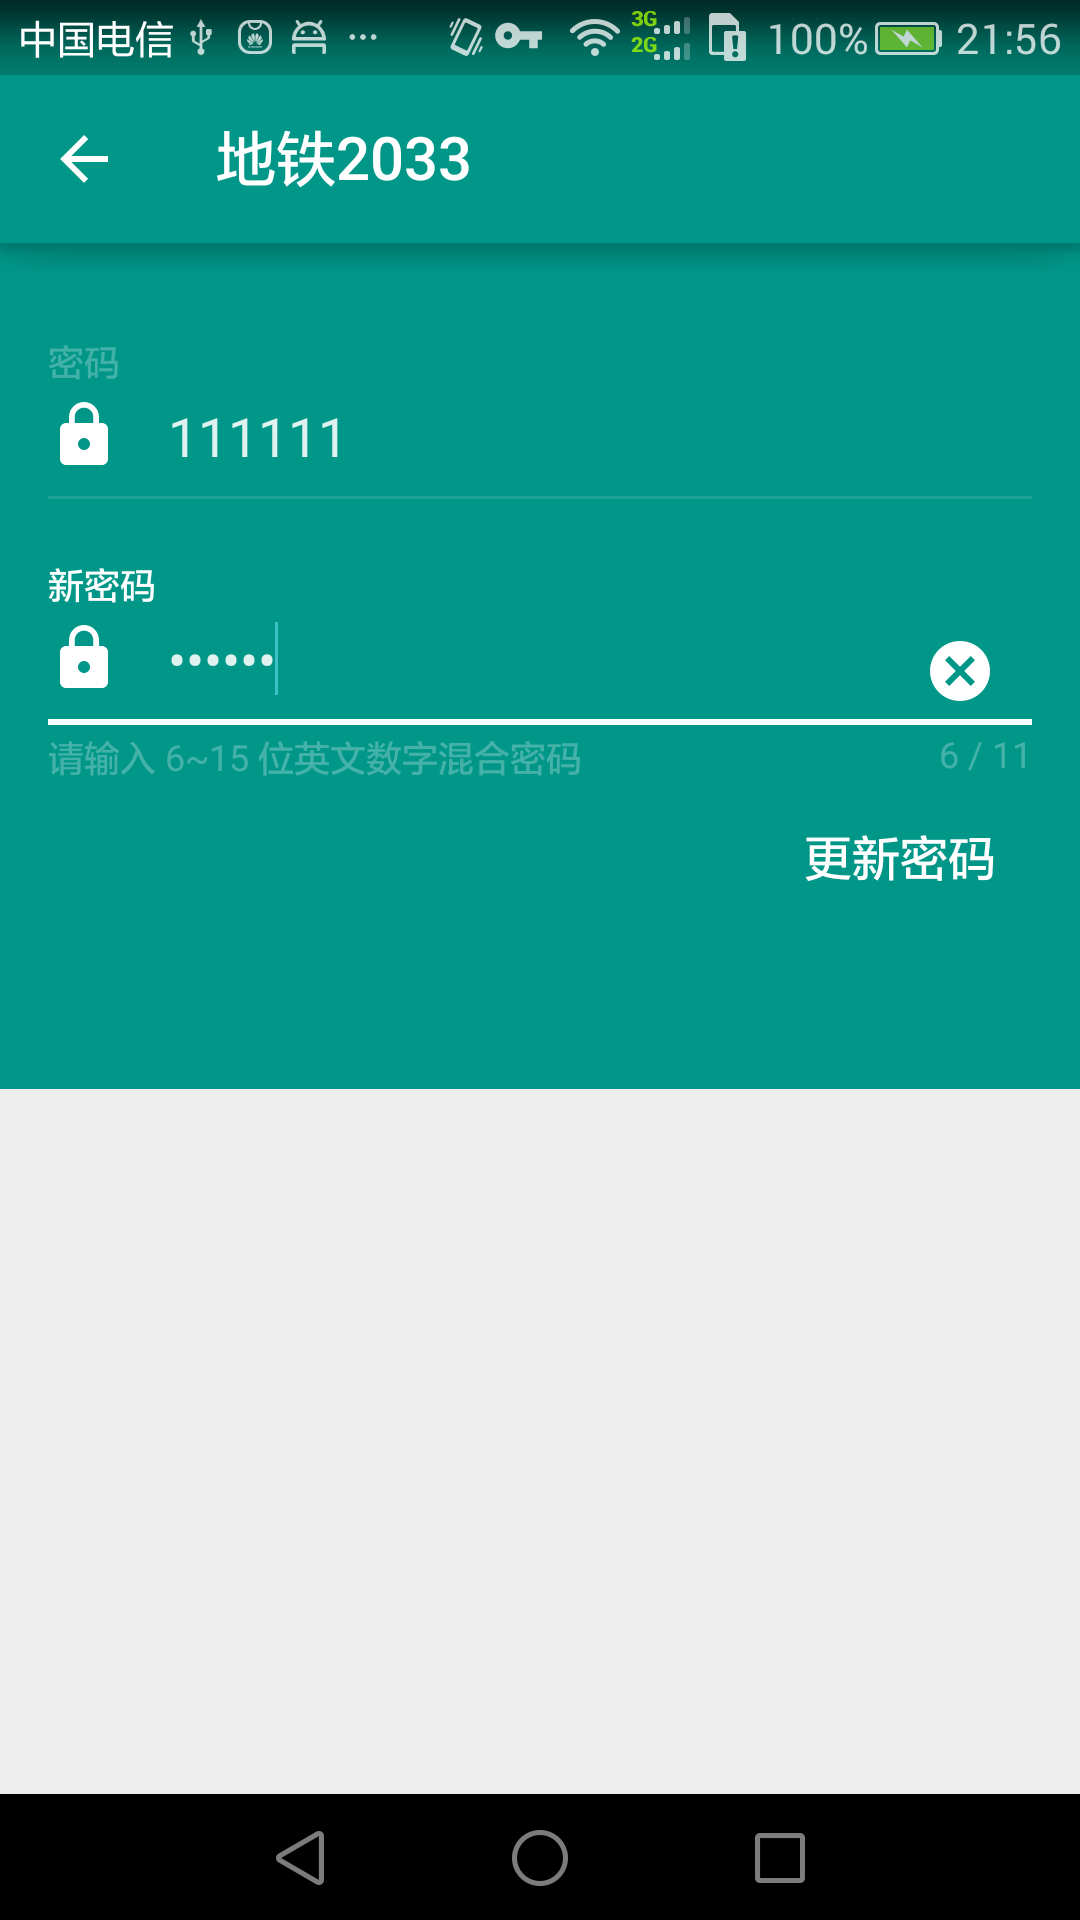 中国电信 3G 2G 100% 21:56
地铁2033
密码
111111
新密码
••••••
请输入 6~15 位英文数字混合密码 6 / 11
更新密码